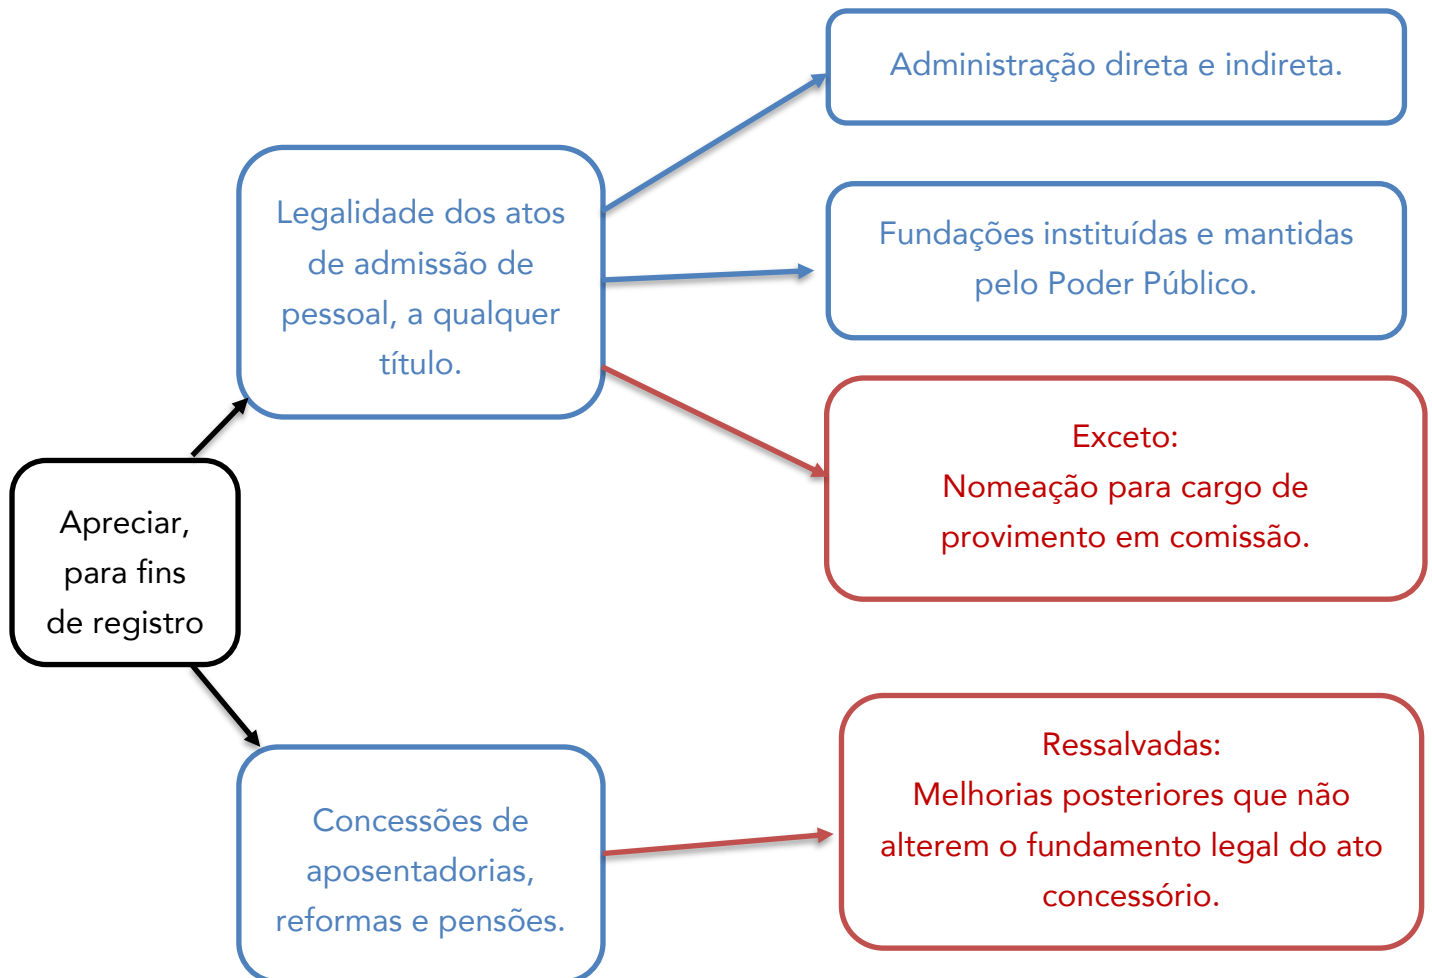 Administração direta e indireta.
Legalidade dos atos
de admissão de
pessoal, a qualquer
título.
Fundações instituídas e mantidas
pelo Poder Público.
Exceto:
Nomeação para cargo de
provimento em comissão.
Apreciar,
para fins
de registro
Ressalvadas:
Melhorias posteriores que não
alterem o fundamento legal do ato
concessório.
Concessões de
aposentadorias,
reformas e pensões.